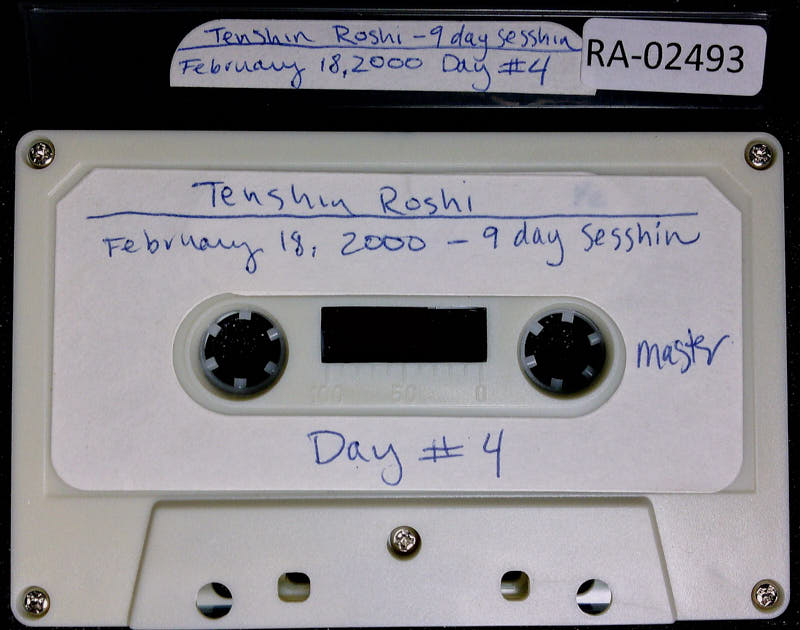 Tenshin Roshi - 9 day sesshin
February 18, 2000 Day #4
RA-02493
Tenshin Roshi
February 18, 2000 - 9 day sesshin
master
100 50 0
Day # 4